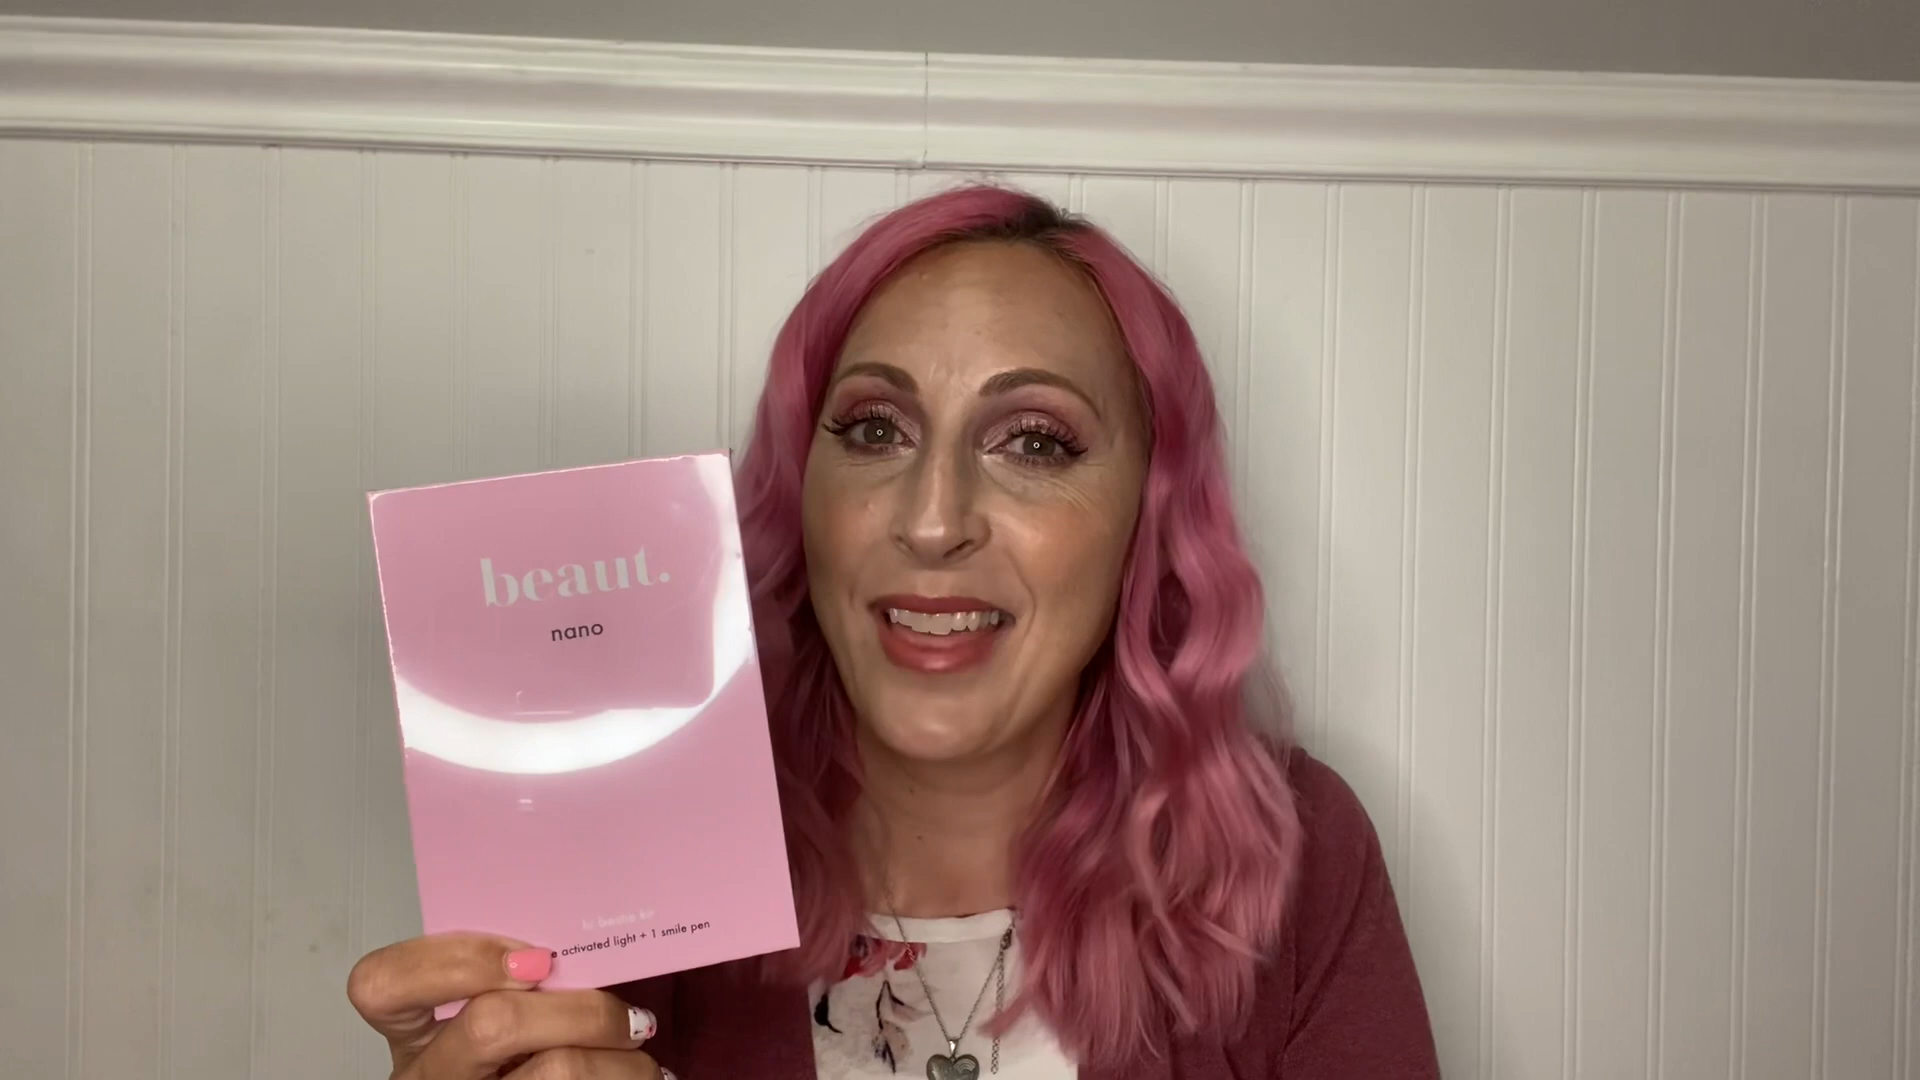 beaut.
nano
activated light + 1 smile pen